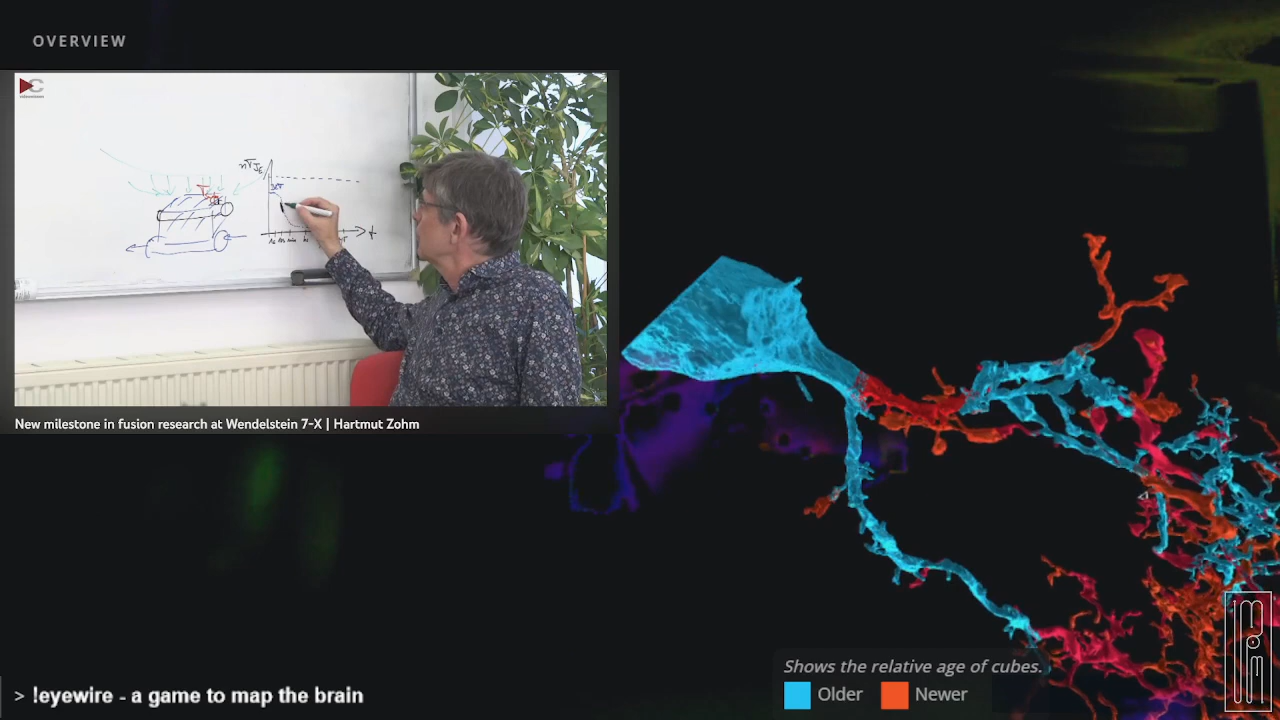 OVERVIEW
New milestone in fusion research at Wendelstein 7-X | Hartmut Zohm
> !eyewire - a game to map the brain
Shows the relative age of cubes.
Older
Newer